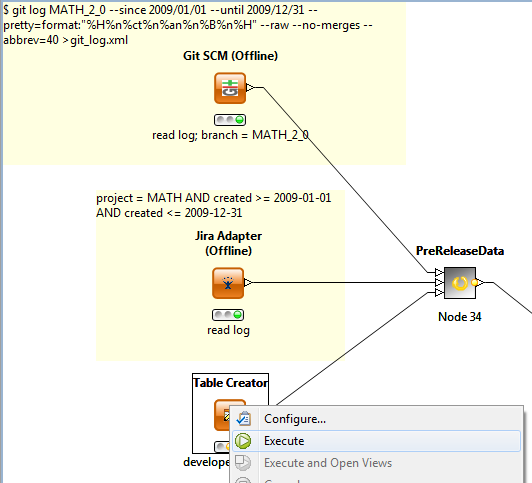 $ git log MATH_2_0 --since 2009/01/01 --until 2009/12/31 --
pretty=format:"%H%n%ct%n%an%n%B%n%H" --raw --no-merges --
abbrev=40 >git_log.xml
Git SCM (Offline)
read log; branch = MATH_2_0
project = MATH AND created >= 2009-01-01
AND created <= 2009-12-31
Jira Adapter
(Offline)
read log
PreReleaseData
Node 34
Table Creator
Configure...
Execute
Execute and Open Views